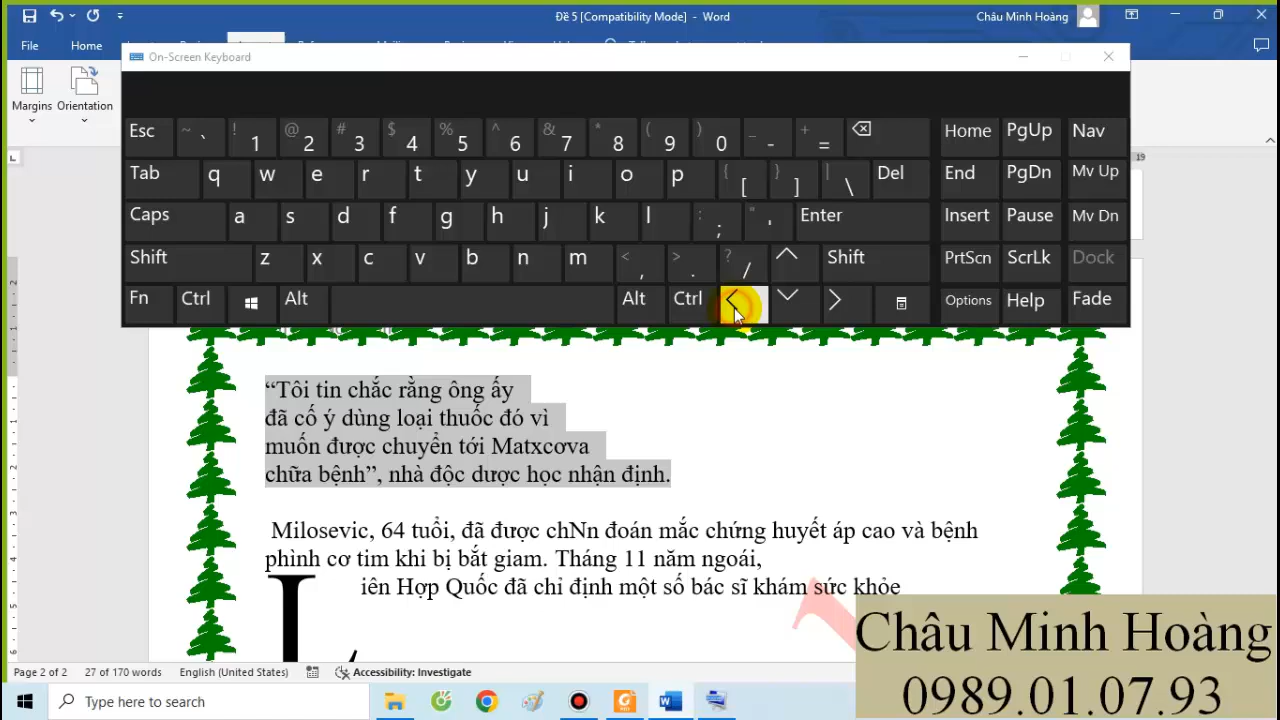 Đề 5 [Compatibility Mode] - Word
Châu Minh Hoàng
File Home
Margins Orientation
On-Screen Keyboard
Esc ~ ` ! 1 @ 2 # 3 $ 4 % 5 ^ 6 & 7 * 8 ( 9 ) 0 _ - + = Home PgUp Nav
Tab q w e r t y u i o p { [ } ] | \ Del End PgDn Mv Up
Caps a s d f g h j k l : ; " ' Enter Insert Pause Mv Dn
Shift z x c v b n m < , > . ? / Shift PrtScn ScrLk Dock
Fn Ctrl Alt Alt Ctrl Options Help Fade
19
“Tôi tin chắc rằng ông ấy
đã cố ý dùng loại thuốc đó vì
muốn được chuyển tới Matxcơva
chữa bệnh”, nhà độc dược học nhận định.
Milosevic, 64 tuổi, đã được chNn đoán mắc chứng huyết áp cao và bệnh
phình cơ tim khi bị bắt giam. Tháng 11 năm ngoái,
iên Hợp Quốc đã chỉ định một số bác sĩ khám sức khỏe
Châu Minh Hoàng
0989.01.07.93
Page 2 of 2 27 of 170 words English (United States) Accessibility: Investigate
Type here to search